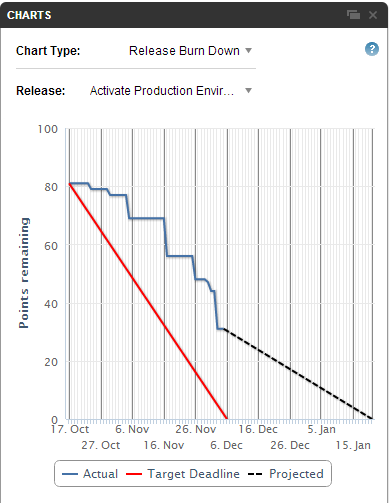 CHARTS
Chart Type: Release Burn Down
?
Release: Activate Production Envir...
100
80
60
40
20
0
Points remaining
17. Oct 6. Nov 26. Nov 16. Dec 5. Jan
27. Oct 16. Nov 6. Dec 26. Dec 15. Jan
Actual Target Deadline Projected